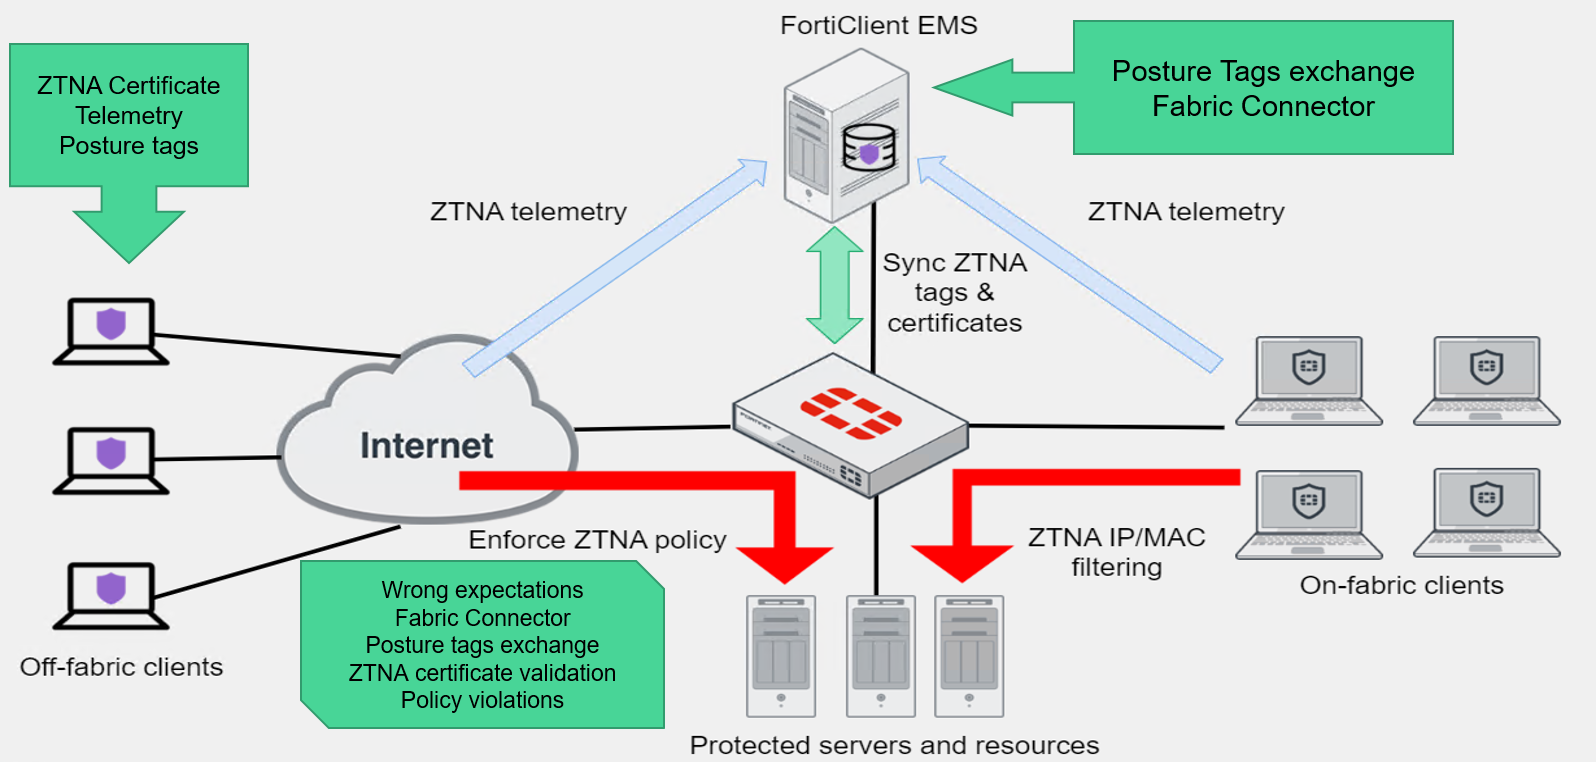 FortiClient EMS
ZTNA Certificate
Telemetry
Posture tags
Posture Tags exchange
Fabric Connector
ZTNA telemetry
ZTNA telemetry
Sync ZTNA
tags &
certificates
Internet
FORTINET
Enforce ZTNA policy
ZTNA IP/MAC
filtering
On-fabric clients
Wrong expectations
Fabric Connector
Posture tags exchange
ZTNA certificate validation
Policy violations
Off-fabric clients
Protected servers and resources